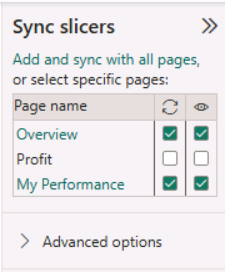 Sync slicers
Add and sync with all pages,
or select specific pages:
Page name
Overview
Profit
My Performance
Advanced options